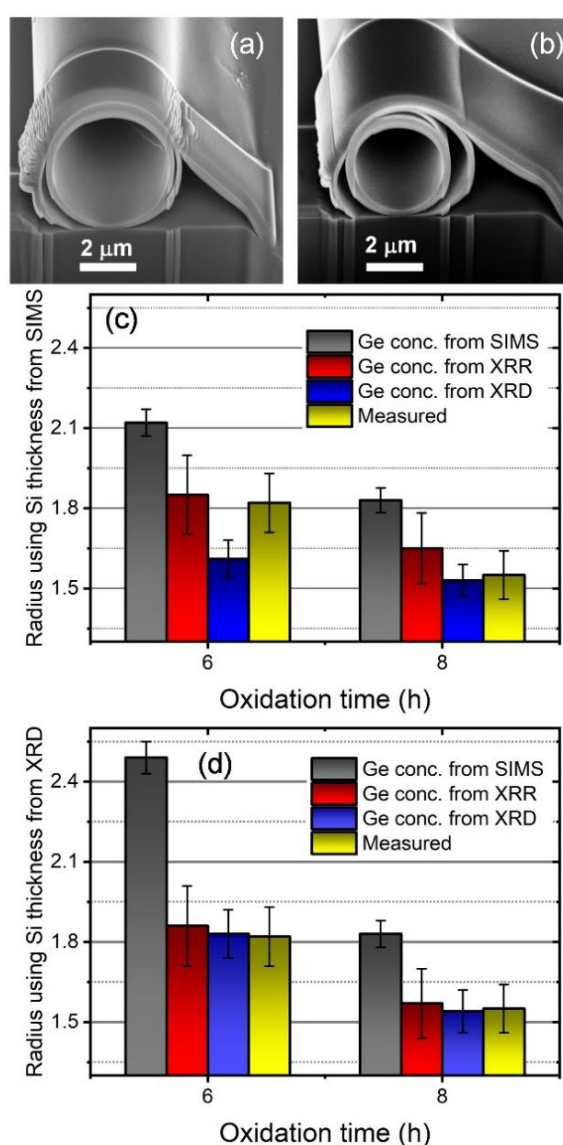 (a)
2 μm
(b)
2 μm
(c)
Ge conc. from SIMS
Ge conc. from XRR
Ge conc. from XRD
Measured
Radius using Si thickness from SIMS
2.4
2.1
1.8
1.5
6
8
Oxidation time (h)
(d)
Ge conc. from SIMS
Ge conc. from XRR
Ge conc. from XRD
Measured
Radius using Si thickness from XRD
2.4
2.1
1.8
1.5
6
8
Oxidation time (h)